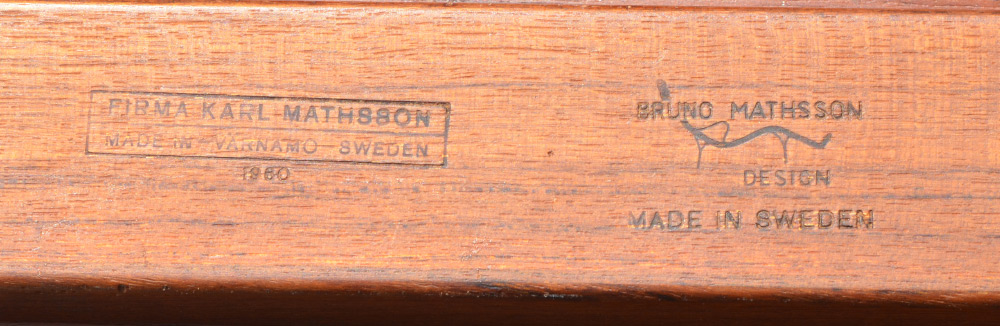 FIRMA KARL MATHSSON
MADE IN - VÄRNAMO - SWEDEN
1960
BRUNO MATHSSON
DESIGN
MADE IN SWEDEN